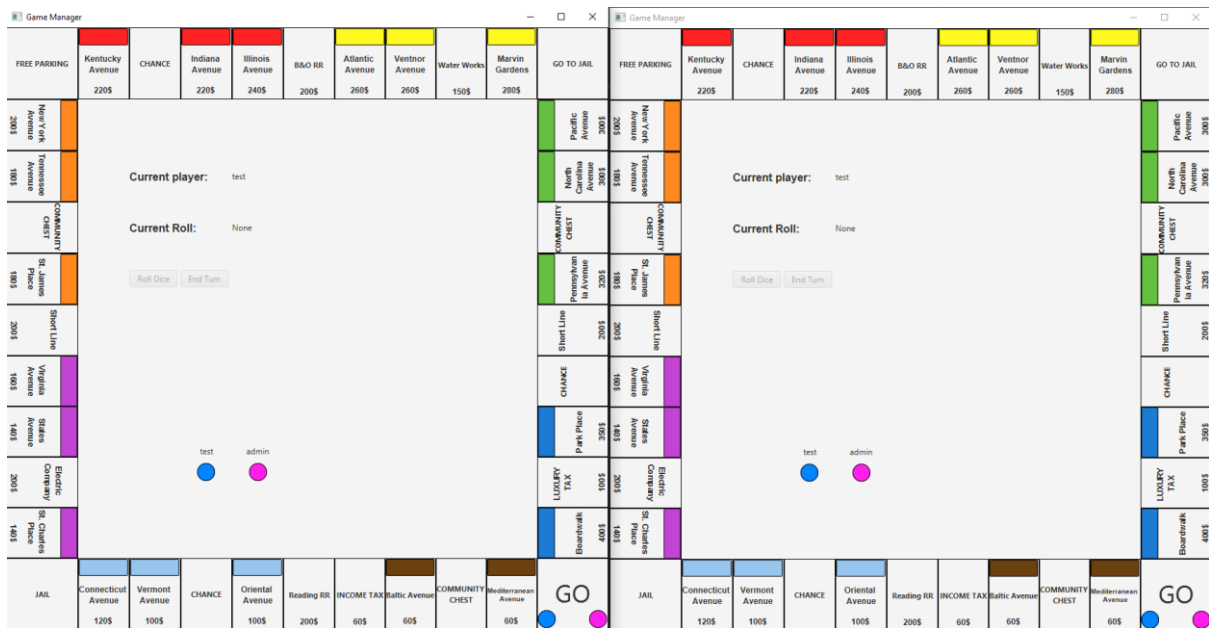 Game Manager
FREE PARKING
Kentucky
Avenue
220$
CHANCE
Indiana
Avenue
220$
Illinois
Avenue
240$
B&O RR
200$
Atlantic
Avenue
260$
Ventnor
Avenue
260$
Water Works
150$
Marvin
Gardens
280$
GO TO JAIL
New York
Avenue
200$
Tennessee
Avenue
180$
COMMUNITY
CHEST
St. James
Place
180$
Short Line
200$
Virginia
Avenue
160$
States
Avenue
140$
Electric
Company
200$
St. Charles
Place
140$
Current player:
test
Current Roll:
None
Roll Dice
End Turn
test
admin
Pacific
Avenue
300$
North
Carolina
Avenue
300$
COMMUNITY
CHEST
Pennsylvan
ia Avenue
320$
Short Line
200$
CHANCE
Park Place
350$
LUXURY
TAX
100$
Boardwalk
400$
JAIL
Connecticut
Avenue
120$
Vermont
Avenue
100$
CHANCE
Oriental
Avenue
100$
Reading RR
200$
INCOME TAX
60$
Baltic Avenue
60$
COMMUNITY
CHEST
Mediterranean
Avenue
60$
GO
Game Manager
FREE PARKING
Kentucky
Avenue
220$
CHANCE
Indiana
Avenue
220$
Illinois
Avenue
240$
B&O RR
200$
Atlantic
Avenue
260$
Ventnor
Avenue
260$
Water Works
150$
Marvin
Gardens
280$
GO TO JAIL
New York
Avenue
200$
Tennessee
Avenue
180$
COMMUNITY
CHEST
St. James
Place
180$
Short Line
200$
Virginia
Avenue
160$
States
Avenue
140$
Electric
Company
200$
St. Charles
Place
140$
Current player:
test
Current Roll:
None
Roll Dice
End Turn
test
admin
Pacific
Avenue
300$
North
Carolina
Avenue
300$
COMMUNITY
CHEST
Pennsylvan
ia Avenue
320$
Short Line
200$
CHANCE
Park Place
350$
LUXURY
TAX
100$
Boardwalk
400$
JAIL
Connecticut
Avenue
120$
Vermont
Avenue
100$
CHANCE
Oriental
Avenue
100$
Reading RR
200$
INCOME TAX
60$
Baltic Avenue
60$
COMMUNITY
CHEST
Mediterranean
Avenue
60$
GO